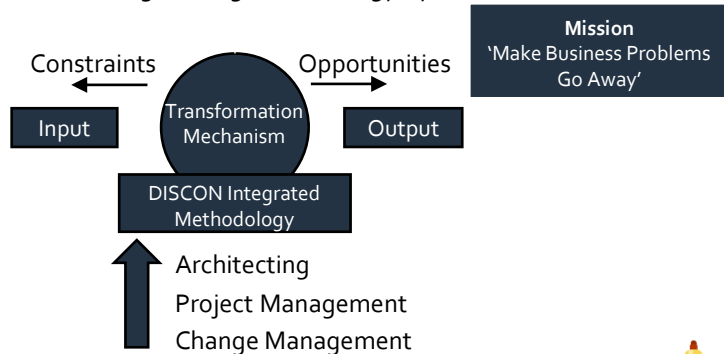 Mission
'Make Business Problems
Go Away'
Constraints
Opportunities
Input
Transformation
Mechanism
Output
DISCON Integrated
Methodology
Architecting
Project Management
Change Management